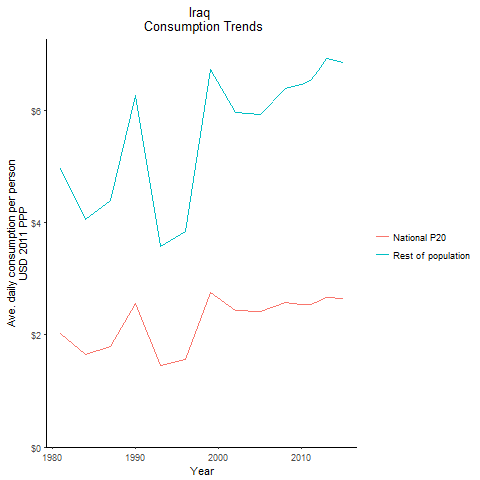 Iraq
Consumption Trends
Ave. daily consumption per person
USD 2011 PPP
$6
$4
$2
$0
1980
1990
2000
2010
Year
National P20
Rest of population